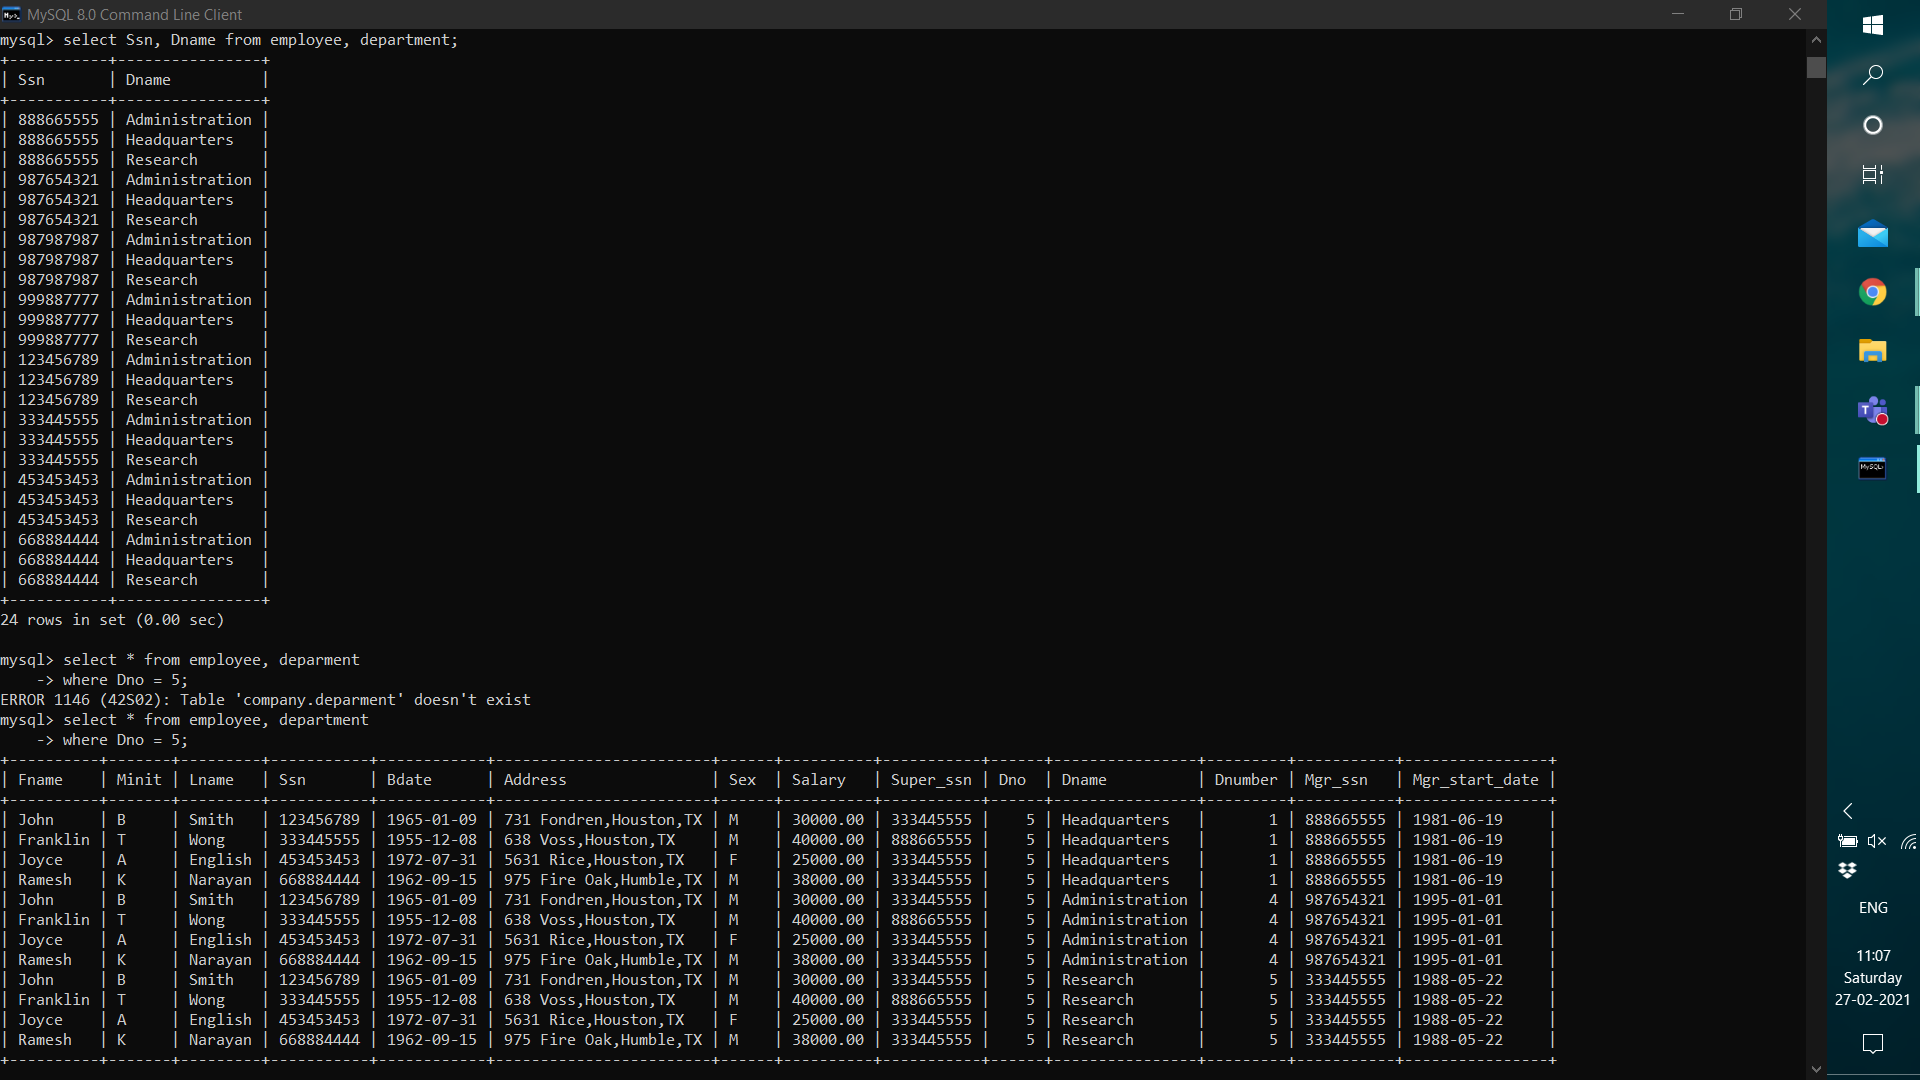 MySQL 8.0 Command Line Client
mysql> select Ssn, Dname from employee, department;
+-----------+----------------+
| Ssn       | Dname          |
+-----------+----------------+
| 888665555 | Administration |
| 888665555 | Headquarters   |
| 888665555 | Research       |
| 987654321 | Administration |
| 987654321 | Headquarters   |
| 987654321 | Research       |
| 987987987 | Administration |
| 987987987 | Headquarters   |
| 987987987 | Research       |
| 999887777 | Administration |
| 999887777 | Headquarters   |
| 999887777 | Research       |
| 123456789 | Administration |
| 123456789 | Headquarters   |
| 123456789 | Research       |
| 333445555 | Administration |
| 333445555 | Headquarters   |
| 333445555 | Research       |
| 453453453 | Administration |
| 453453453 | Headquarters   |
| 453453453 | Research       |
| 668884444 | Administration |
| 668884444 | Headquarters   |
| 668884444 | Research       |
+-----------+----------------+
24 rows in set (0.00 sec)
mysql> select * from employee, deparment
    -> where Dno = 5;
ERROR 1146 (42S02): Table 'company.deparment' doesn't exist
mysql> select * from employee, department
    -> where Dno = 5;
+----------+-------+---------+-----------+------------+------------------------+------+----------+-----------+-----+----------------+---------+-----------+----------------+
| Fname    | Minit | Lname   | Ssn       | Bdate      | Address                | Sex  | Salary   | Super_ssn | Dno  | Dname          | Dnumber | Mgr_ssn   | Mgr_start_date |
+----------+-------+---------+-----------+------------+------------------------+------+----------+-----------+-----+----------------+---------+-----------+----------------+
| John     | B     | Smith   | 123456789 | 1965-01-09 | 731 Fondren,Houston,TX | M    | 30000.00 | 333445555 |   5 | Headquarters   |       1 | 888665555 | 1981-06-19     |
| Franklin | T     | Wong    | 333445555 | 1955-12-08 | 638 Voss,Houston,TX    | M    | 40000.00 | 888665555 |   5 | Headquarters   |       1 | 888665555 | 1981-06-19     |
| Joyce    | A     | English | 453453453 | 1972-07-31 | 5631 Rice,Houston,TX   | F    | 25000.00 | 333445555 |   5 | Headquarters   |       1 | 888665555 | 1981-06-19     |
| Ramesh   | K     | Narayan | 668884444 | 1962-09-15 | 975 Fire Oak,Humble,TX | M    | 38000.00 | 333445555 |   5 | Headquarters   |       1 | 888665555 | 1981-06-19     |
| John     | B     | Smith   | 123456789 | 1965-01-09 | 731 Fondren,Houston,TX | M    | 30000.00 | 333445555 |   5 | Administration |       4 | 987654321 | 1995-01-01     |
| Franklin | T     | Wong    | 333445555 | 1955-12-08 | 638 Voss,Houston,TX    | M    | 40000.00 | 888665555 |   5 | Administration |       4 | 987654321 | 1995-01-01     |
| Joyce    | A     | English | 453453453 | 1972-07-31 | 5631 Rice,Houston,TX   | F    | 25000.00 | 333445555 |   5 | Administration |       4 | 987654321 | 1995-01-01     |
| Ramesh   | K     | Narayan | 668884444 | 1962-09-15 | 975 Fire Oak,Humble,TX | M    | 38000.00 | 333445555 |   5 | Administration |       4 | 987654321 | 1995-01-01     |
| John     | B     | Smith   | 123456789 | 1965-01-09 | 731 Fondren,Houston,TX | M    | 30000.00 | 333445555 |   5 | Research       |       5 | 333445555 | 1988-05-22     |
| Franklin | T     | Wong    | 333445555 | 1955-12-08 | 638 Voss,Houston,TX    | M    | 40000.00 | 888665555 |   5 | Research       |       5 | 333445555 | 1988-05-22     |
| Joyce    | A     | English | 453453453 | 1972-07-31 | 5631 Rice,Houston,TX   | F    | 25000.00 | 333445555 |   5 | Research       |       5 | 333445555 | 1988-05-22     |
| Ramesh   | K     | Narayan | 668884444 | 1962-09-15 | 975 Fire Oak,Humble,TX | M    | 38000.00 | 333445555 |   5 | Research       |       5 | 333445555 | 1988-05-22     |
+----------+-------+---------+-----------+------------+------------------------+------+----------+-----------+-----+----------------+---------+-----------+----------------+
T
MySQL
ENG
11:07
Saturday
27-02-2021